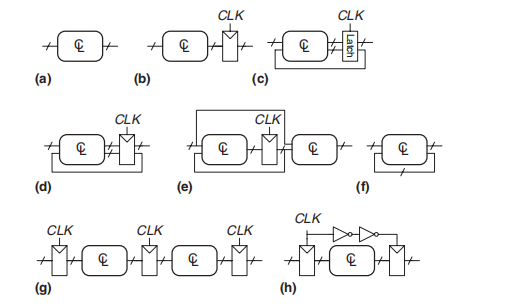 CLK CLK
CL CL CL Latch
(a) (b) (c)
CLK CLK
CL CL CL CL
(d) (e) (f)
CLK CLK CLK CLK
CL CL CL
(g) (h)